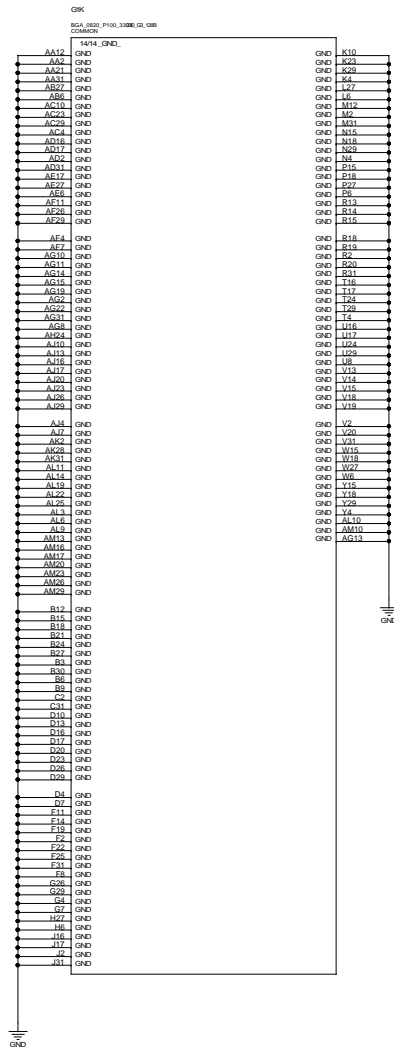 G1K
COMMON
14/14_GND_
AA12 GND
AA2 GND
AA21 GND
AA31 GND
AB27 GND
AB6 GND
AC10 GND
AC23 GND
AC29 GND
AC4 GND
AD16 GND
AD17 GND
AD2 GND
AD31 GND
AE17 GND
AE27 GND
AE6 GND
AF11 GND
AF26 GND
AF29 GND
AF4 GND
AF7 GND
AG10 GND
AG11 GND
AG14 GND
AG15 GND
AG19 GND
AG2 GND
AG22 GND
AG31 GND
AG8 GND
AH24 GND
AJ10 GND
AJ13 GND
AJ16 GND
AJ17 GND
AJ20 GND
AJ23 GND
AJ26 GND
AJ29 GND
AJ4 GND
AJ7 GND
AK2 GND
AK28 GND
AK31 GND
AL11 GND
AL14 GND
AL19 GND
AL22 GND
AL25 GND
AL3 GND
AL6 GND
AL9 GND
AM13 GND
AM16 GND
AM17 GND
AM20 GND
AM23 GND
AM26 GND
AM29 GND
B12 GND
B15 GND
B18 GND
B21 GND
B24 GND
B27 GND
B3 GND
B30 GND
B6 GND
B9 GND
C2 GND
C31 GND
D10 GND
D13 GND
D16 GND
D17 GND
D20 GND
D23 GND
D26 GND
D29 GND
D4 GND
D7 GND
F11 GND
F14 GND
F19 GND
F2 GND
F22 GND
F25 GND
F31 GND
F8 GND
G26 GND
G29 GND
G4 GND
G7 GND
H27 GND
H6 GND
J16 GND
J17 GND
J2 GND
J31 GND
GND
GND K10
GND K23
GND K29
GND K4
GND L27
GND L6
GND M12
GND M2
GND M31
GND N15
GND N18
GND N29
GND N4
GND P15
GND P18
GND P27
GND P6
GND R13
GND R14
GND R15
GND R18
GND R19
GND R2
GND R20
GND R31
GND T16
GND T17
GND T24
GND T29
GND T4
GND U16
GND U17
GND U24
GND U29
GND U8
GND V13
GND V14
GND V15
GND V18
GND V19
GND V2
GND V20
GND V31
GND W15
GND W18
GND W27
GND W6
GND Y15
GND Y18
GND Y29
GND Y4
GND AL10
GND AM10
GND AG13
GND